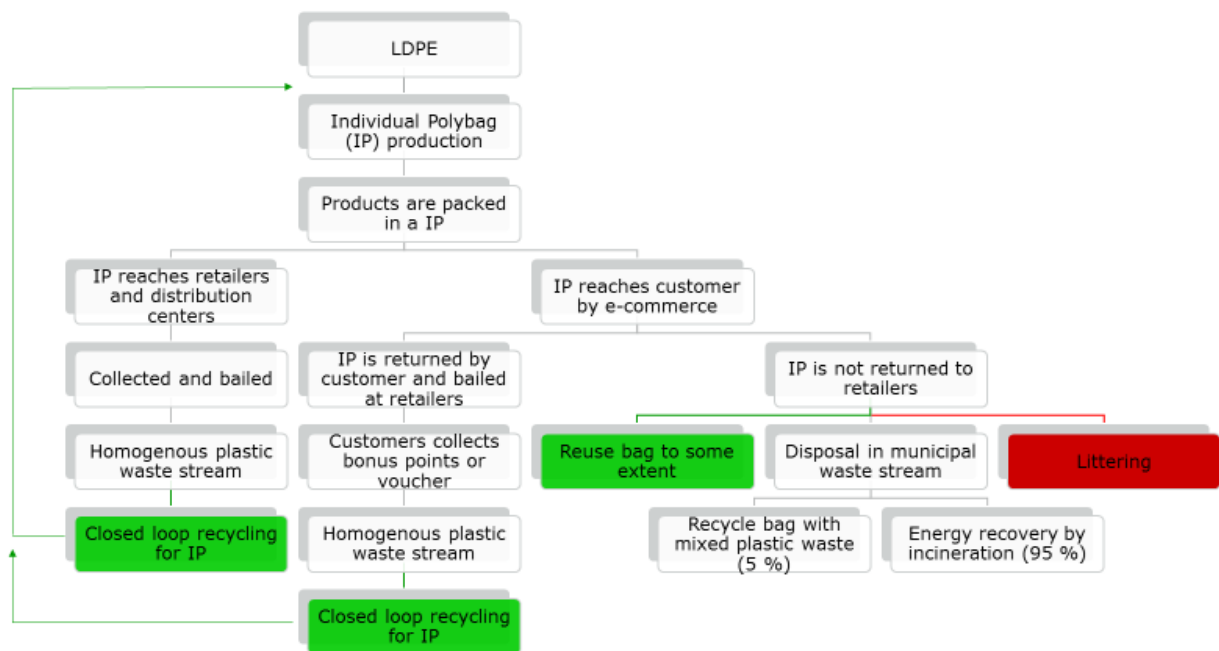 LDPE
Individual Polybag
(IP) production
Products are packed
in a IP
IP reaches retailers
and distribution
centers
IP reaches customer
by e-commerce
Collected and bailed
IP is returned by
customer and bailed
at retailers
IP is not returned to
retailers
Homogenous plastic
waste stream
Customers collects
bonus points or
voucher
Reuse bag to some
extent
Disposal in municipal
waste stream
Littering
Closed loop recycling
for IP
Homogenous plastic
waste stream
Recycle bag with
mixed plastic waste
(5 %)
Energy recovery by
incineration (95 %)
Closed loop recycling
for IP